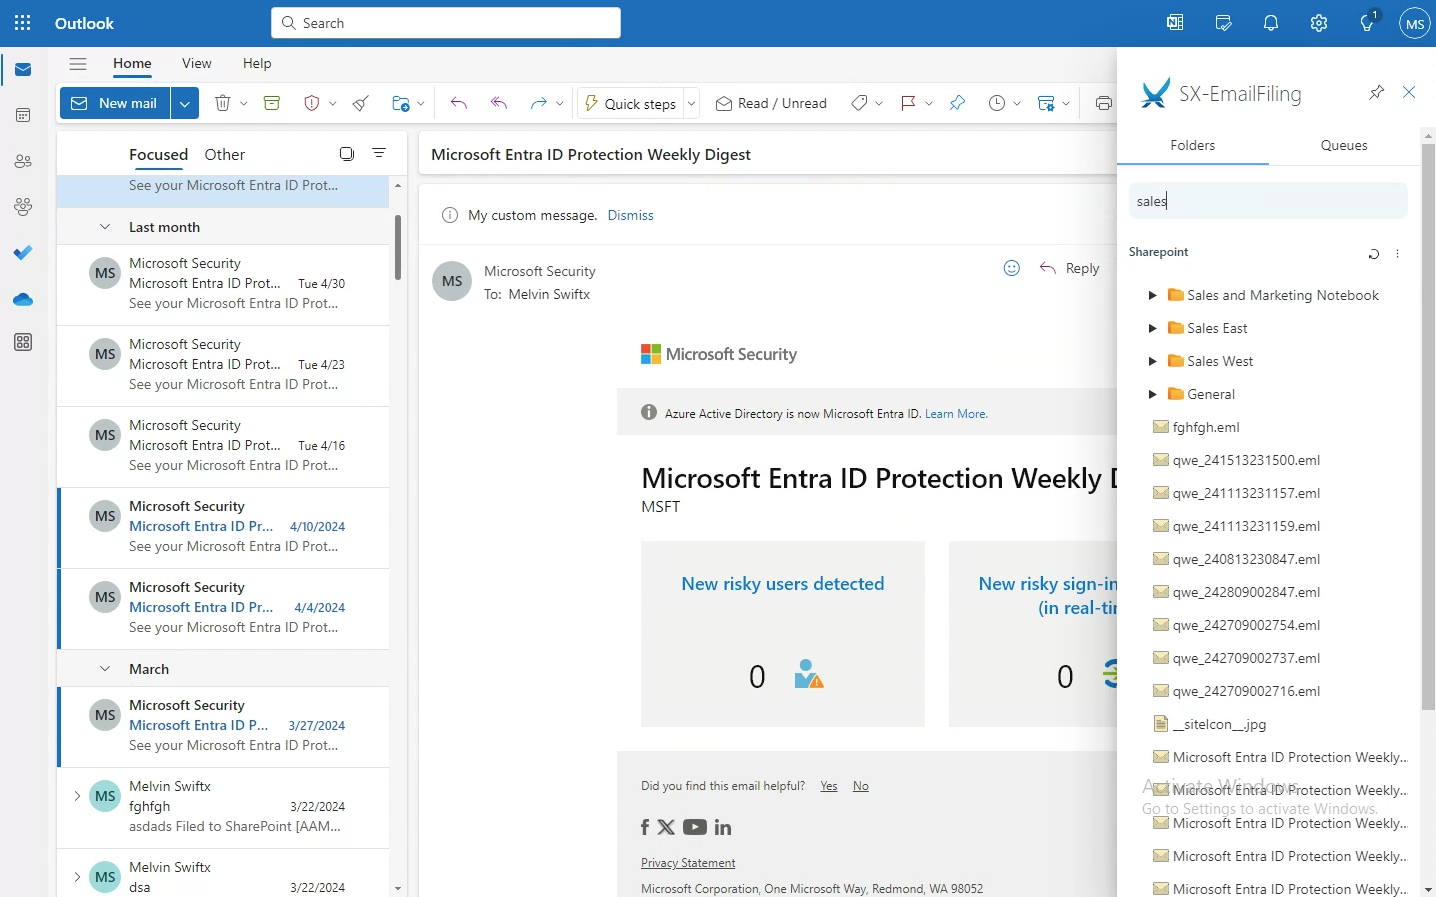 Outlook
Search
1
MS
Home
View
Help
New mail
Quick steps
Read / Unread
Focused
Other
See your Microsoft Entra ID Prot...
Last month
MS
Microsoft Security
Microsoft Entra ID Prot... Tue 4/30
See your Microsoft Entra ID Prot...
MS
Microsoft Security
Microsoft Entra ID Prot... Tue 4/23
See your Microsoft Entra ID Prot...
MS
Microsoft Security
Microsoft Entra ID Prot... Tue 4/16
See your Microsoft Entra ID Prot...
MS
Microsoft Security
Microsoft Entra ID Pr... 4/10/2024
See your Microsoft Entra ID Prot...
MS
Microsoft Security
Microsoft Entra ID Pr... 4/4/2024
See your Microsoft Entra ID Prot...
March
MS
Microsoft Security
Microsoft Entra ID P... 3/27/2024
See your Microsoft Entra ID Prot...
MS
Melvin Swiftx
fghfgh 3/22/2024
asdads Filed to SharePoint [AAM...
MS
Melvin Swiftx
dsa 3/22/2024
Microsoft Entra ID Protection Weekly Digest
My custom message. Dismiss
MS
Microsoft Security
To: Melvin Swiftx
Reply
Microsoft Security
Azure Active Directory is now Microsoft Entra ID. Learn More.
Microsoft Entra ID Protection Weekly
MSFT
New risky users detected
0
New risky sign-in
(in real-ti
0
Did you find this email helpful? Yes No
Privacy Statement
Microsoft Corporation, One Microsoft Way, Redmond, WA 98052
SX-EmailFiling
Folders
Queues
sales
Sharepoint
Sales and Marketing Notebook
Sales East
Sales West
General
fghfgh.eml
qwe_241513231500.eml
qwe_241113231157.eml
qwe_241113231159.eml
qwe_240813230847.eml
qwe_242809002847.eml
qwe_242709002754.eml
qwe_242709002737.eml
qwe_242709002716.eml
__siteIcon__.jpg
Microsoft Entra ID Protection Weekly...
Microsoft Entra ID Protection Weekly...
Activate Windows
Go to Settings to activate Windows.
Microsoft Entra ID Protection Weekly...
Microsoft Entra ID Protection Weekly...
Microsoft Entra ID Protection Weekly...